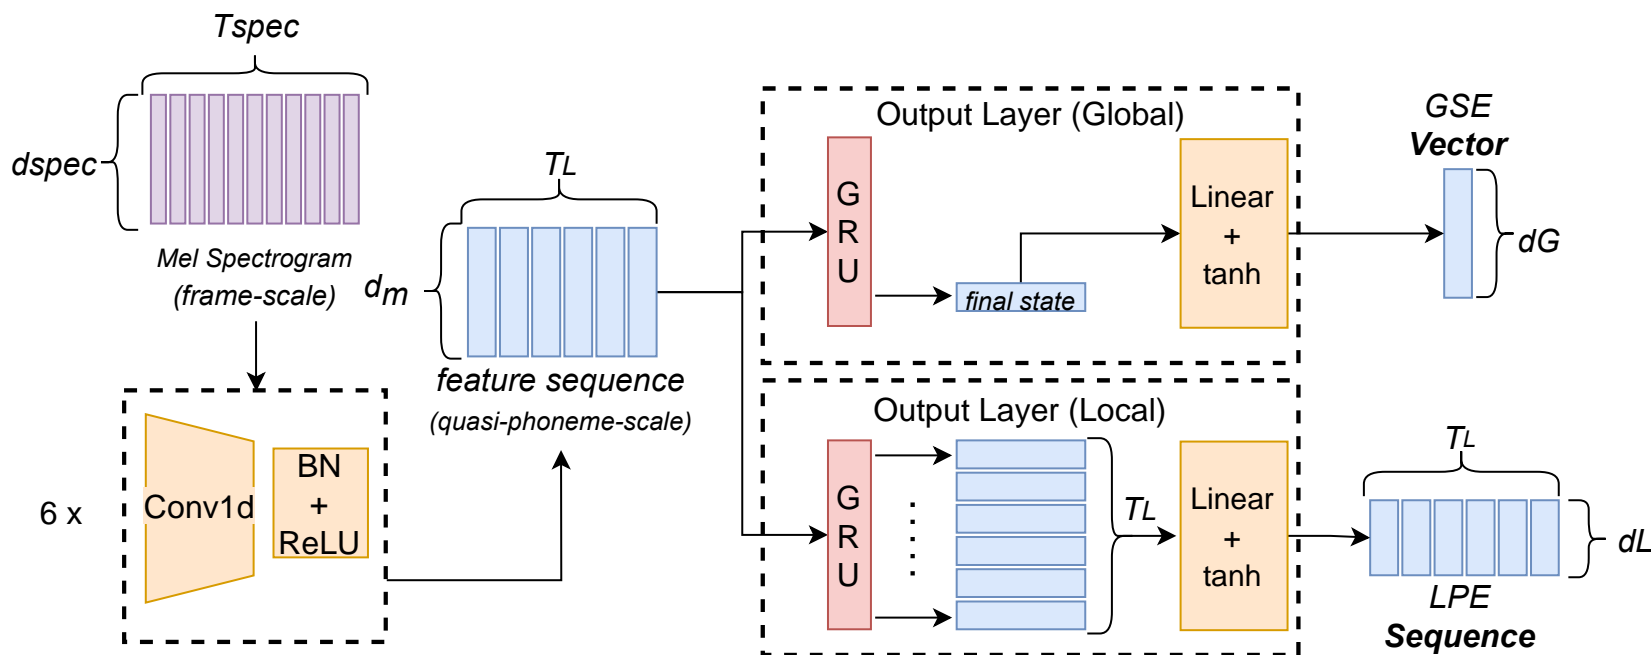 Tspec
dspec
Mel Spectrogram
(frame-scale)
6 x
Conv1d
BN
+
ReLU
TL
dm
feature sequence
(quasi-phoneme-scale)
Output Layer (Global)
G
R
U
final state
Linear
+
tanh
GSE
Vector
dG
Output Layer (Local)
G
R
U
TL
Linear
+
tanh
TL
dL
LPE
Sequence